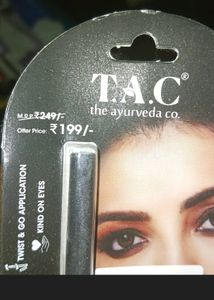 M.R.P. ₹249/-
Offer Price: ₹199/-
T.A.C®
the ayurveda co.
TWIST & GO APPLICATION
KIND ON EYES